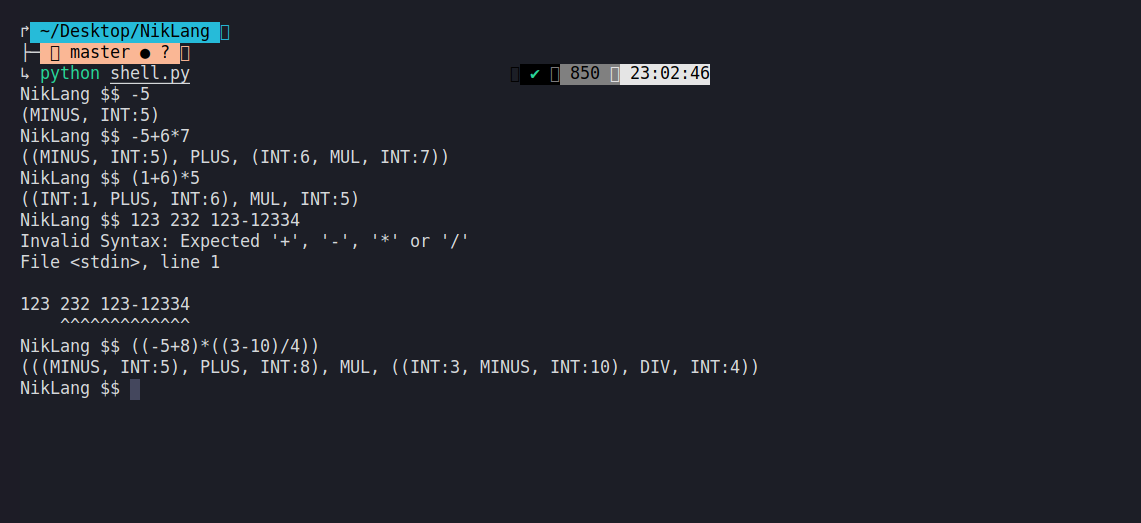 ~/Desktop/NikLang
master ● ?
↳ python shell.py ✔ 850 23:02:46
NikLang $$ -5
(MINUS, INT:5)
NikLang $$ -5+6*7
((MINUS, INT:5), PLUS, (INT:6, MUL, INT:7))
NikLang $$ (1+6)*5
((INT:1, PLUS, INT:6), MUL, INT:5)
NikLang $$ 123 232 123-12334
Invalid Syntax: Expected '+', '-', '*' or '/'
File <stdin>, line 1
123 232 123-12334
^^^^^^^^^^^^^
NikLang $$ ((-5+8)*((3-10)/4))
(((MINUS, INT:5), PLUS, INT:8), MUL, ((INT:3, MINUS, INT:10), DIV, INT:4))
NikLang $$